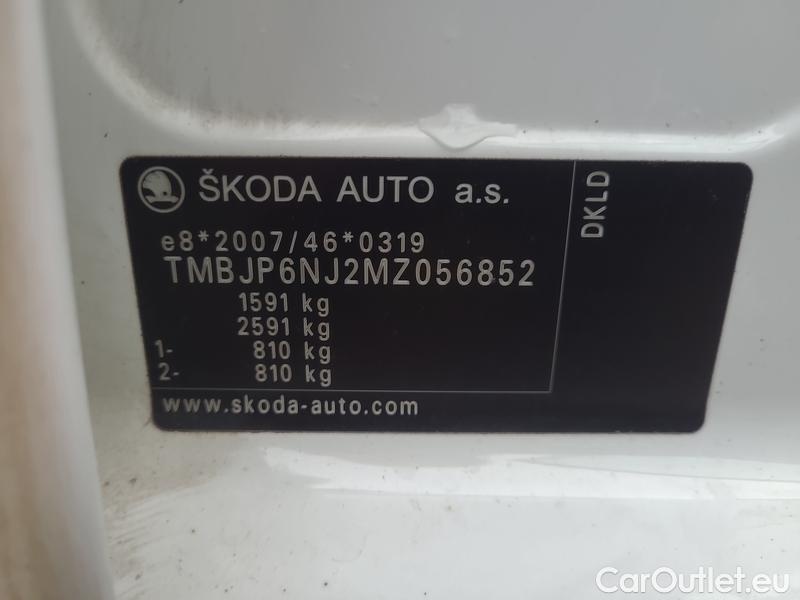 ŠKODA AUTO a.s.
DKLD
e8*2007/46*0319
TMBJP6NJ2MZ056852
1591 kg
2591 kg
1- 810 kg
2- 810 kg
www.skoda-auto.com
CarOutlet.eu